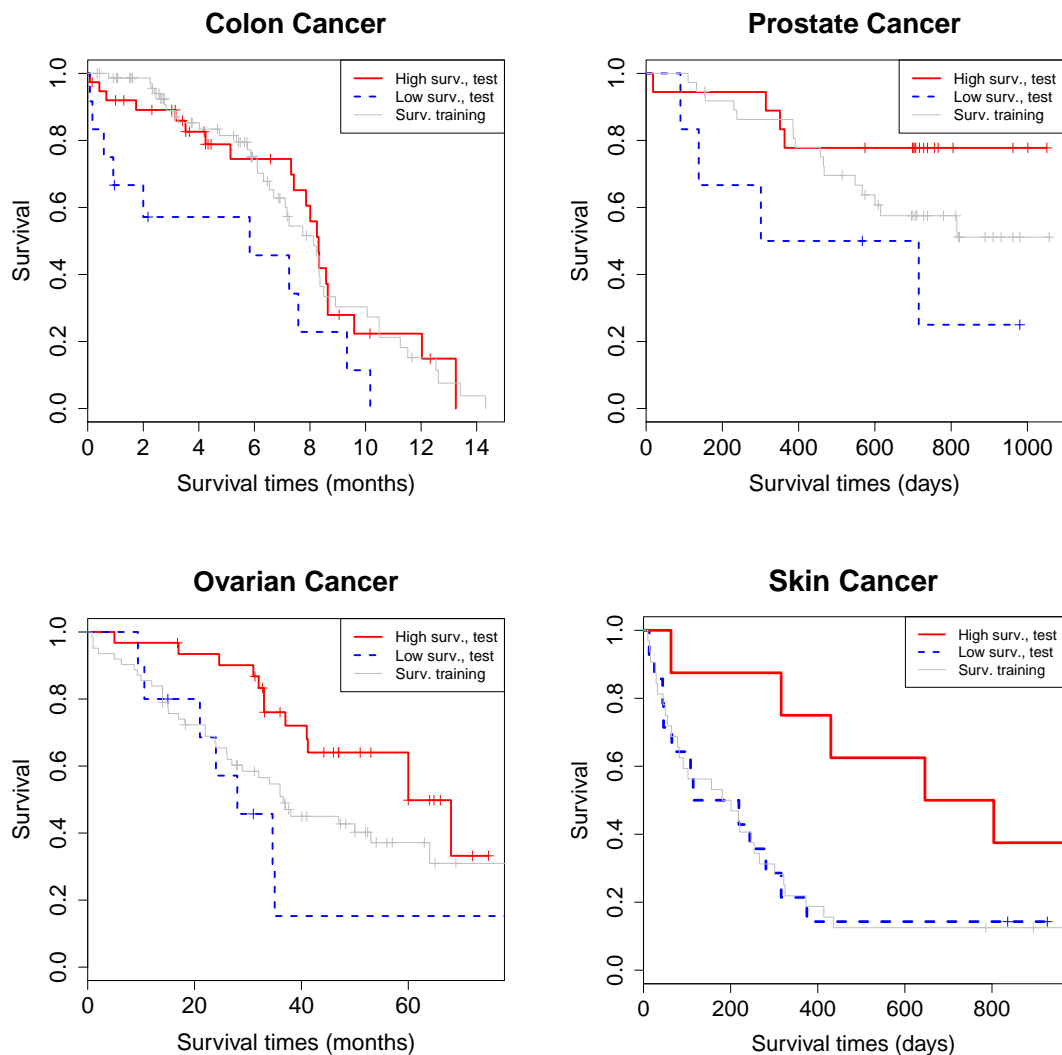 Colon Cancer
High surv., test
Low surv., test
Surv. training
Survival
0.0 0.2 0.4 0.6 0.8 1.0
0 2 4 6 8 10 12 14
Survival times (months)
Prostate Cancer
High surv., test
Low surv., test
Surv. training
Survival
0.0 0.2 0.4 0.6 0.8 1.0
0 200 400 600 800 1000
Survival times (days)
Ovarian Cancer
High surv., test
Low surv., test
Surv. training
Survival
0.0 0.2 0.4 0.6 0.8 1.0
0 20 40 60
Survival times (months)
Skin Cancer
High surv., test
Low surv., test
Surv. training
Survival
0.0 0.2 0.4 0.6 0.8 1.0
0 200 400 600 800
Survival times (days)